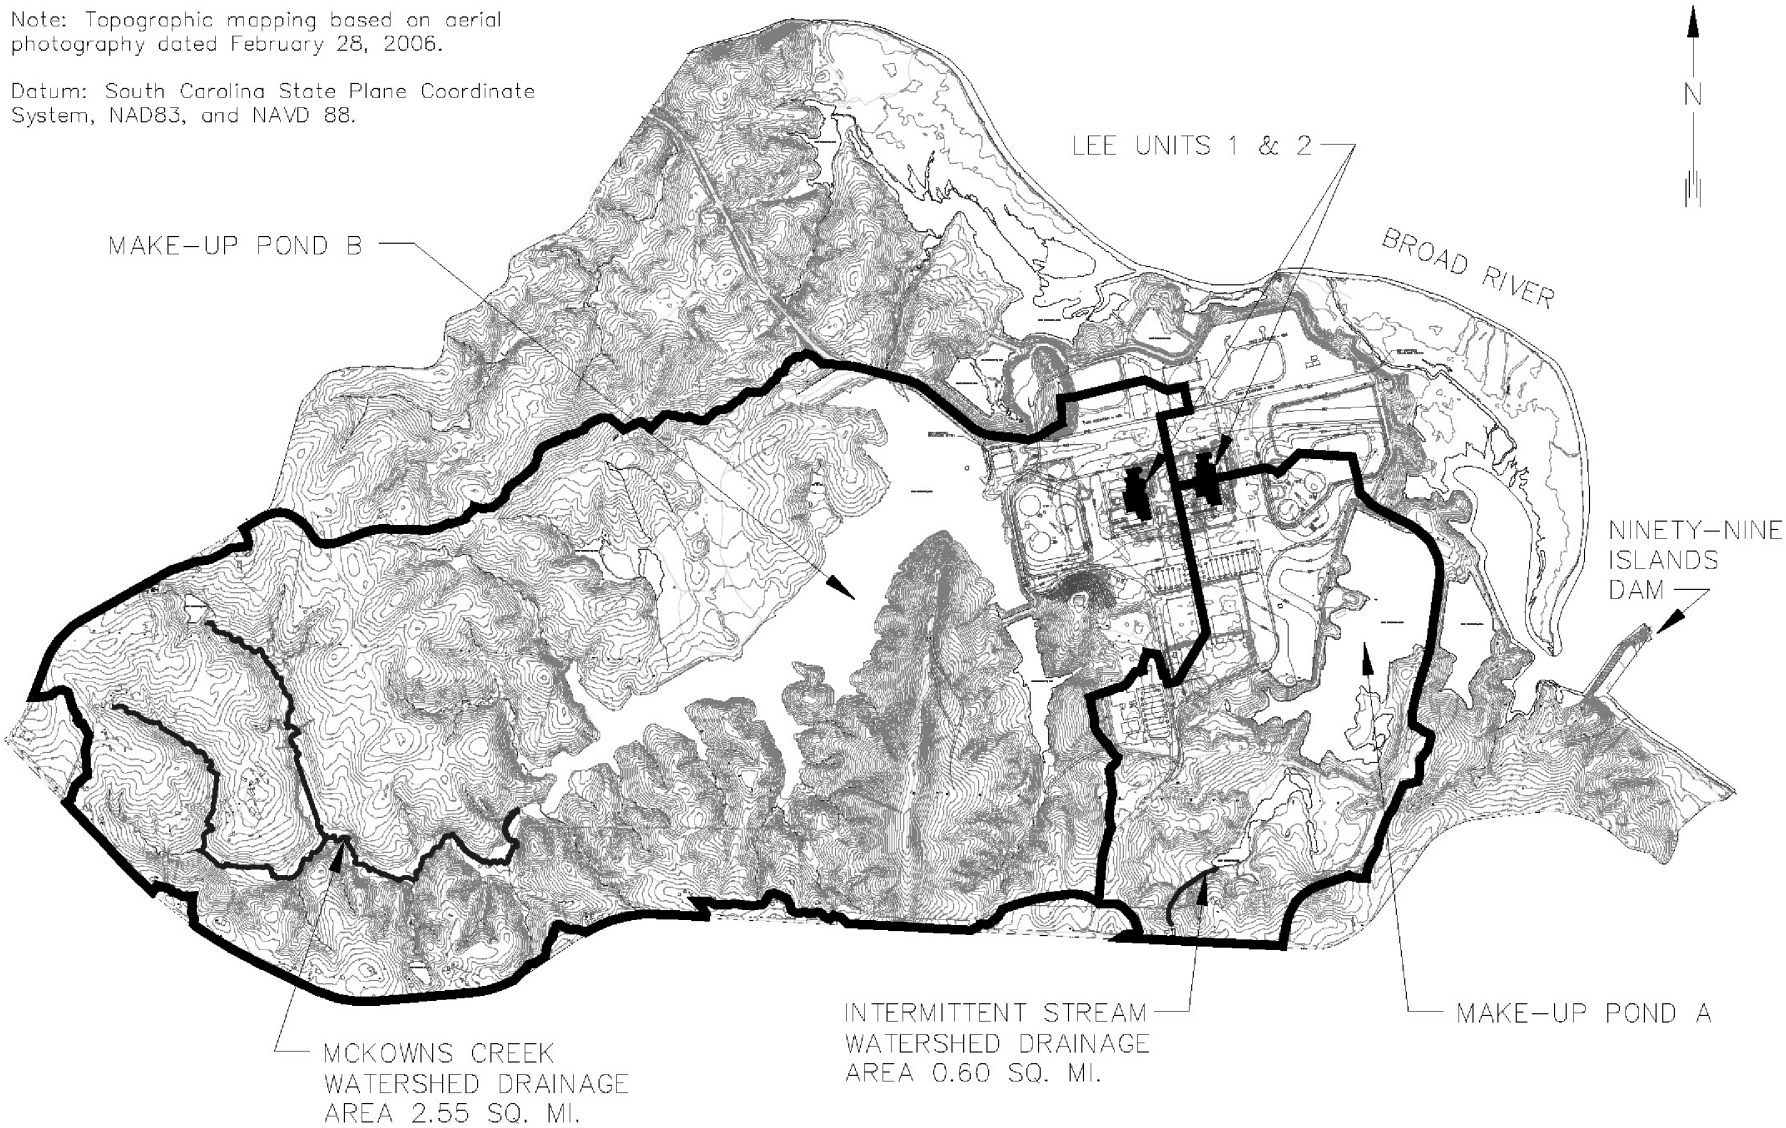 Note: Topographic mapping based on aerial
photography dated February 28, 2006.
Datum: South Carolina State Plane Coordinate
System, NAD83, and NAVD 88.
N
LEE UNITS 1 & 2
MAKE-UP POND B
BROAD RIVER
NINETY-NINE
ISLANDS
DAM
INTERMITTENT STREAM
WATERSHED DRAINAGE
AREA 0.60 SQ. MI.
MAKE-UP POND A
MCKOWNS CREEK
WATERSHED DRAINAGE
AREA 2.55 SQ. MI.